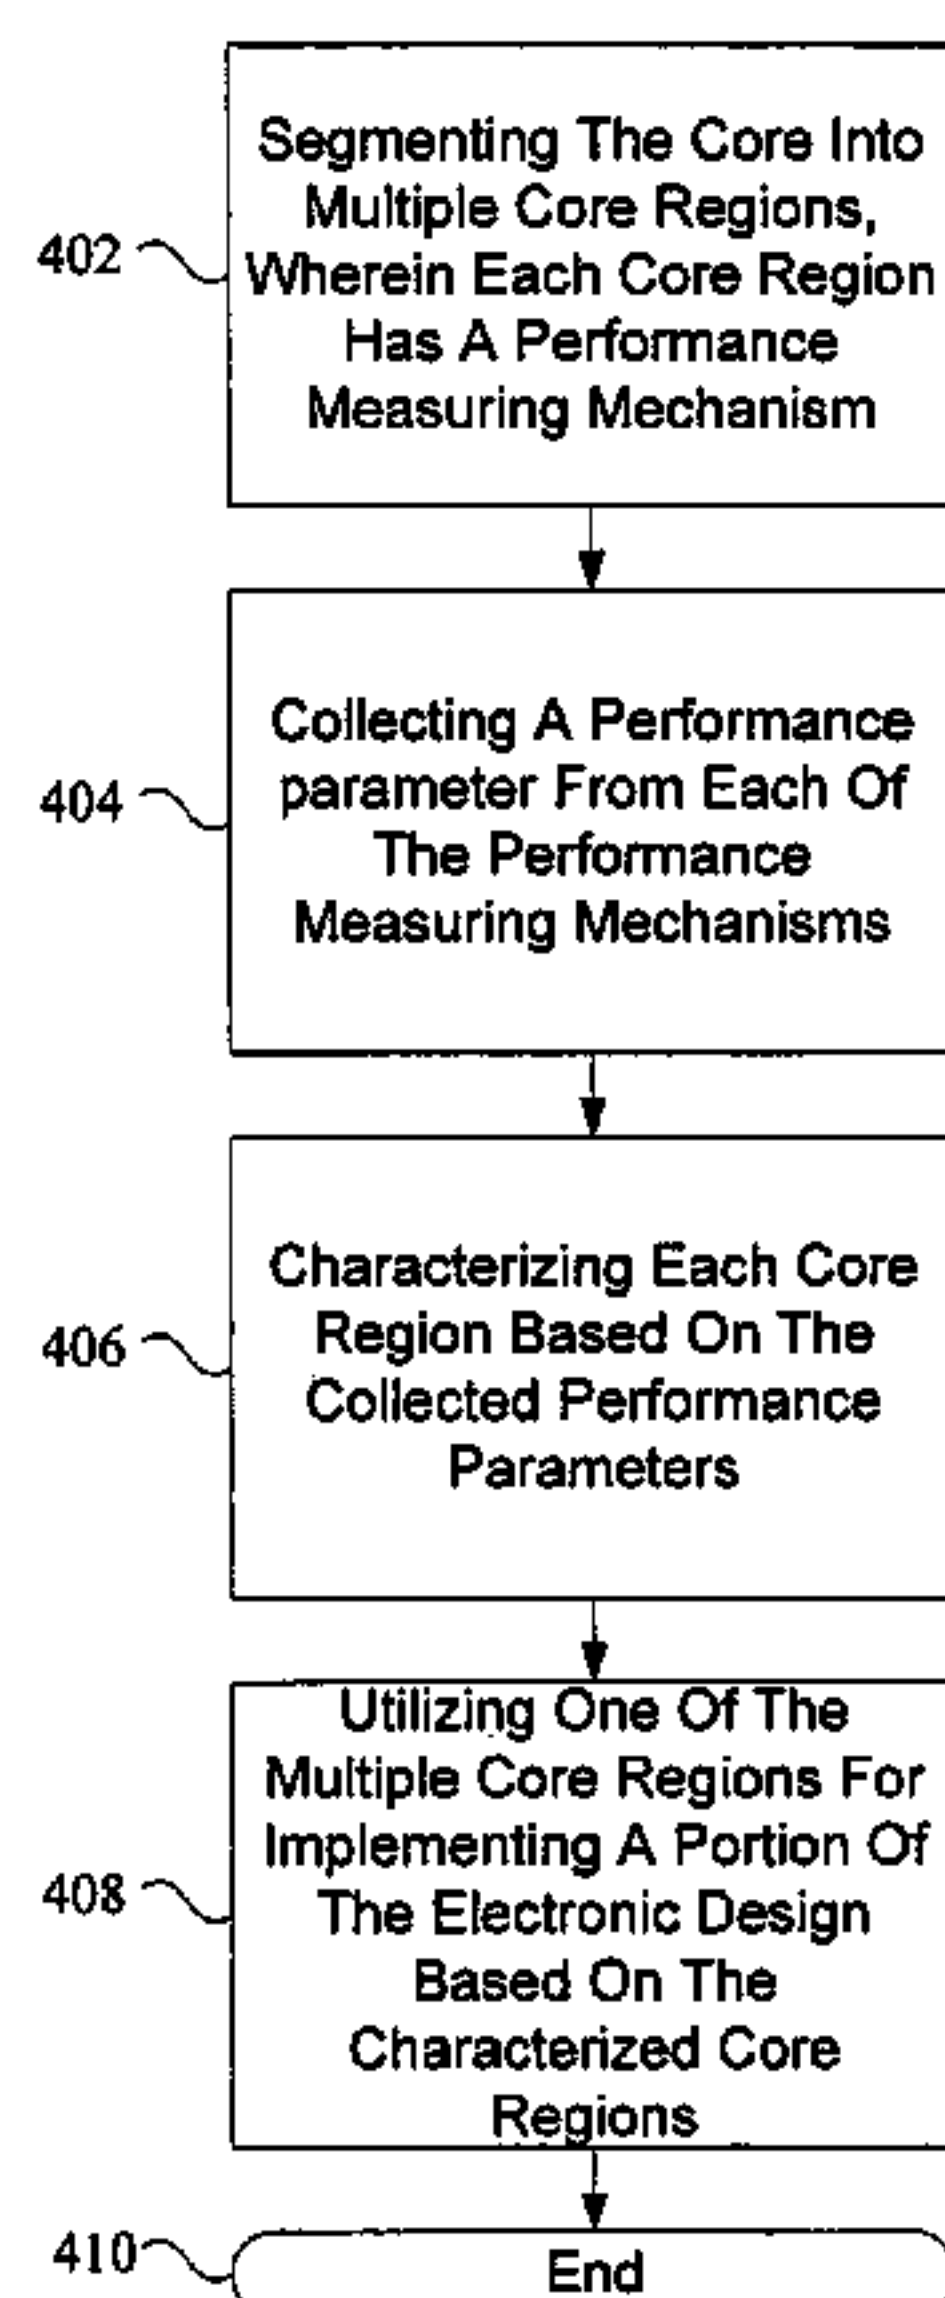 Segmenting The Core Into
Multiple Core Regions,
402
Wherein Each Core Region
Has A Performance
Measuring Mechanism
Collecting A Performance
404
parameter From Each Of
The Performance
Measuring Mechanisms
Characterizing Each Core
406
Region Based On The
Collected Performance
Parameters
Utilizing One Of The
Multiple Core Regions For
Implementing A Portion Of
408
The Electronic Design
Based On The
Characterized Core
Regions
410
End